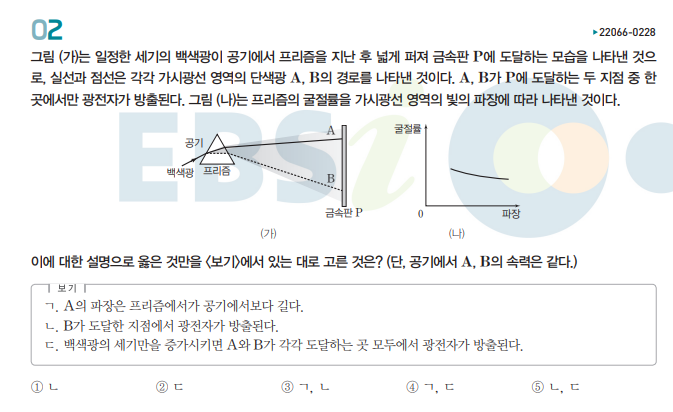 02
▶22066-0228
그림 (가)는 일정한 세기의 백색광이 공기에서 프리즘을 지난 후 넓게 퍼져 금속판 P에 도달하는 모습을 나타낸 것으
로, 실선과 점선은 각각 가시광선 영역의 단색광 A, B의 경로를 나타낸 것이다. A, B가 P에 도달하는 두 지점 중 한
곳에서만 광전자가 방출된다. 그림 (나)는 프리즘의 굴절률을 가시광선 영역의 빛의 파장에 따라 나타낸 것이다.
EBSi
공기
백색광
프리즘
A
B
금속판 P
(가)
굴절률
0
파장
(나)
이에 대한 설명으로 옳은 것만을 <보기>에서 있는 대로 고른 것은? (단, 공기에서 A, B의 속력은 같다.)
보기
ㄱ. A의 파장은 프리즘에서가 공기에서보다 길다.
ㄴ. B가 도달한 지점에서 광전자가 방출된다.
ㄷ. 백색광의 세기만을 증가시키면 A와 B가 각각 도달하는 곳 모두에서 광전자가 방출된다.
① ㄴ ② ㄷ ③ ㄱ, ㄴ ④ ㄱ, ㄷ ⑤ ㄴ, ㄷ